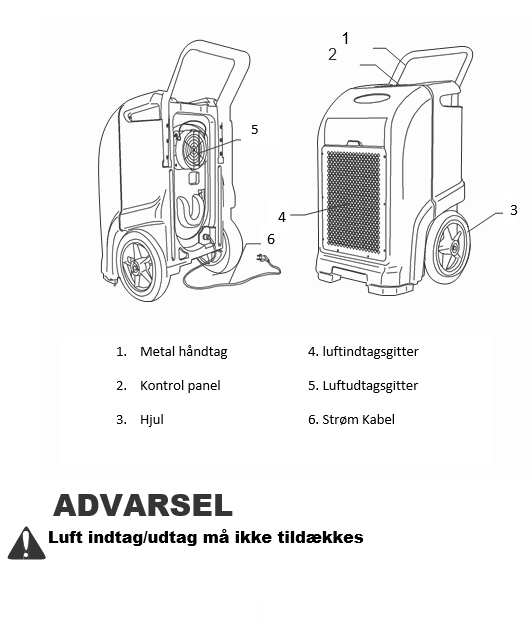 1
2
5
3
4
6
1. Metal håndtag
4. luftindtagsgitter
2. Kontrol panel
5. Luftudtagsgitter
3. Hjul
6. Strøm Kabel
ADVARSEL
Luft indtag/udtag må ikke tildækkes